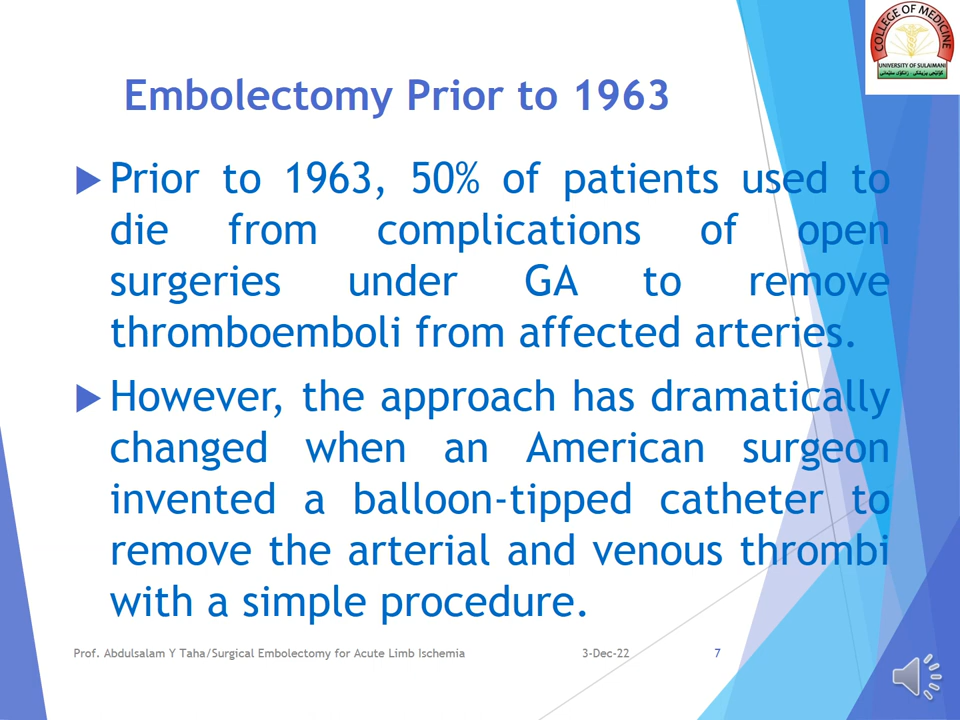 COLLEGE OF MEDICINE
UNIVERSITY OF SULAIMANI
Embolectomy Prior to 1963
Prior to 1963, 50% of patients used to
die from complications of open
surgeries under GA to remove
thromboemboli from affected arteries.
However, the approach has dramatically
changed when an American surgeon
invented a balloon-tipped catheter to
remove the arterial and venous thrombi
with a simple procedure.
Prof. Abdulsalam Y Taha/Surgical Embolectomy for Acute Limb Ischemia 3-Dec-22 7